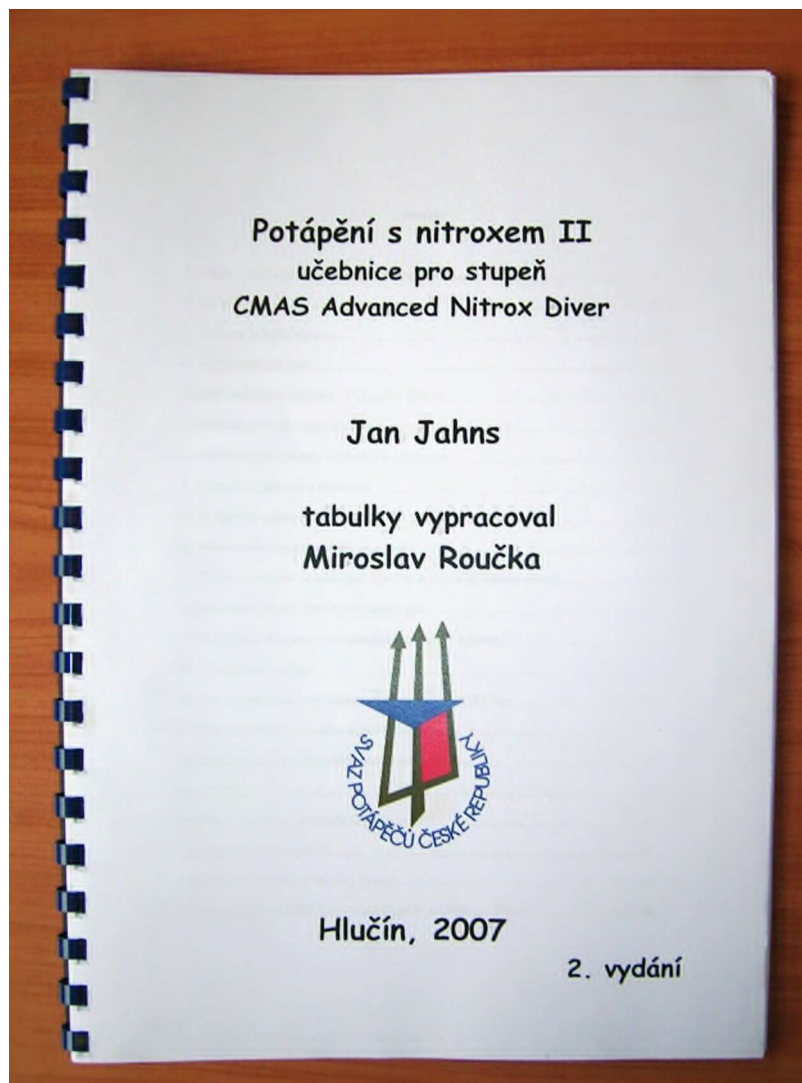 Potápění s nitroxem II
učebnice pro stupeň
CMAS Advanced Nitrox Diver
Jan Jahns
tabulky vypracoval
Miroslav Roučka
SVAZ POTÁPĚČŮ ČESKÉ REPUBLIKY
Hlučín, 2007
2. vydání